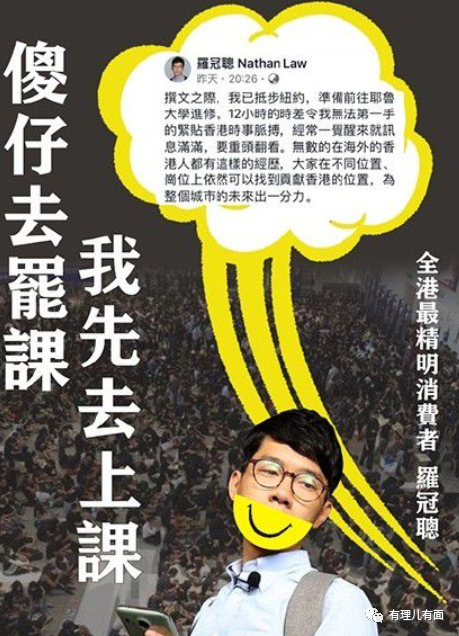 羅冠聰 Nathan Law
昨天·20:26·
撰文之際，我已抵步紐約，準備前往耶魯
大學進修。12小時的時差令我無法第一手
的緊貼香港時事脈搏，經常一覺醒來就訊
息滿滿，要重頭翻看。無數的在海外的香
港人都有這樣的經歷，大家在不同位置、
崗位上依然可以找到貢獻香港的位置，為
整個城市的未來出一分力。
傻仔去罷課
我先去上課
全港最精明消費者 羅冠聰
有理儿有面